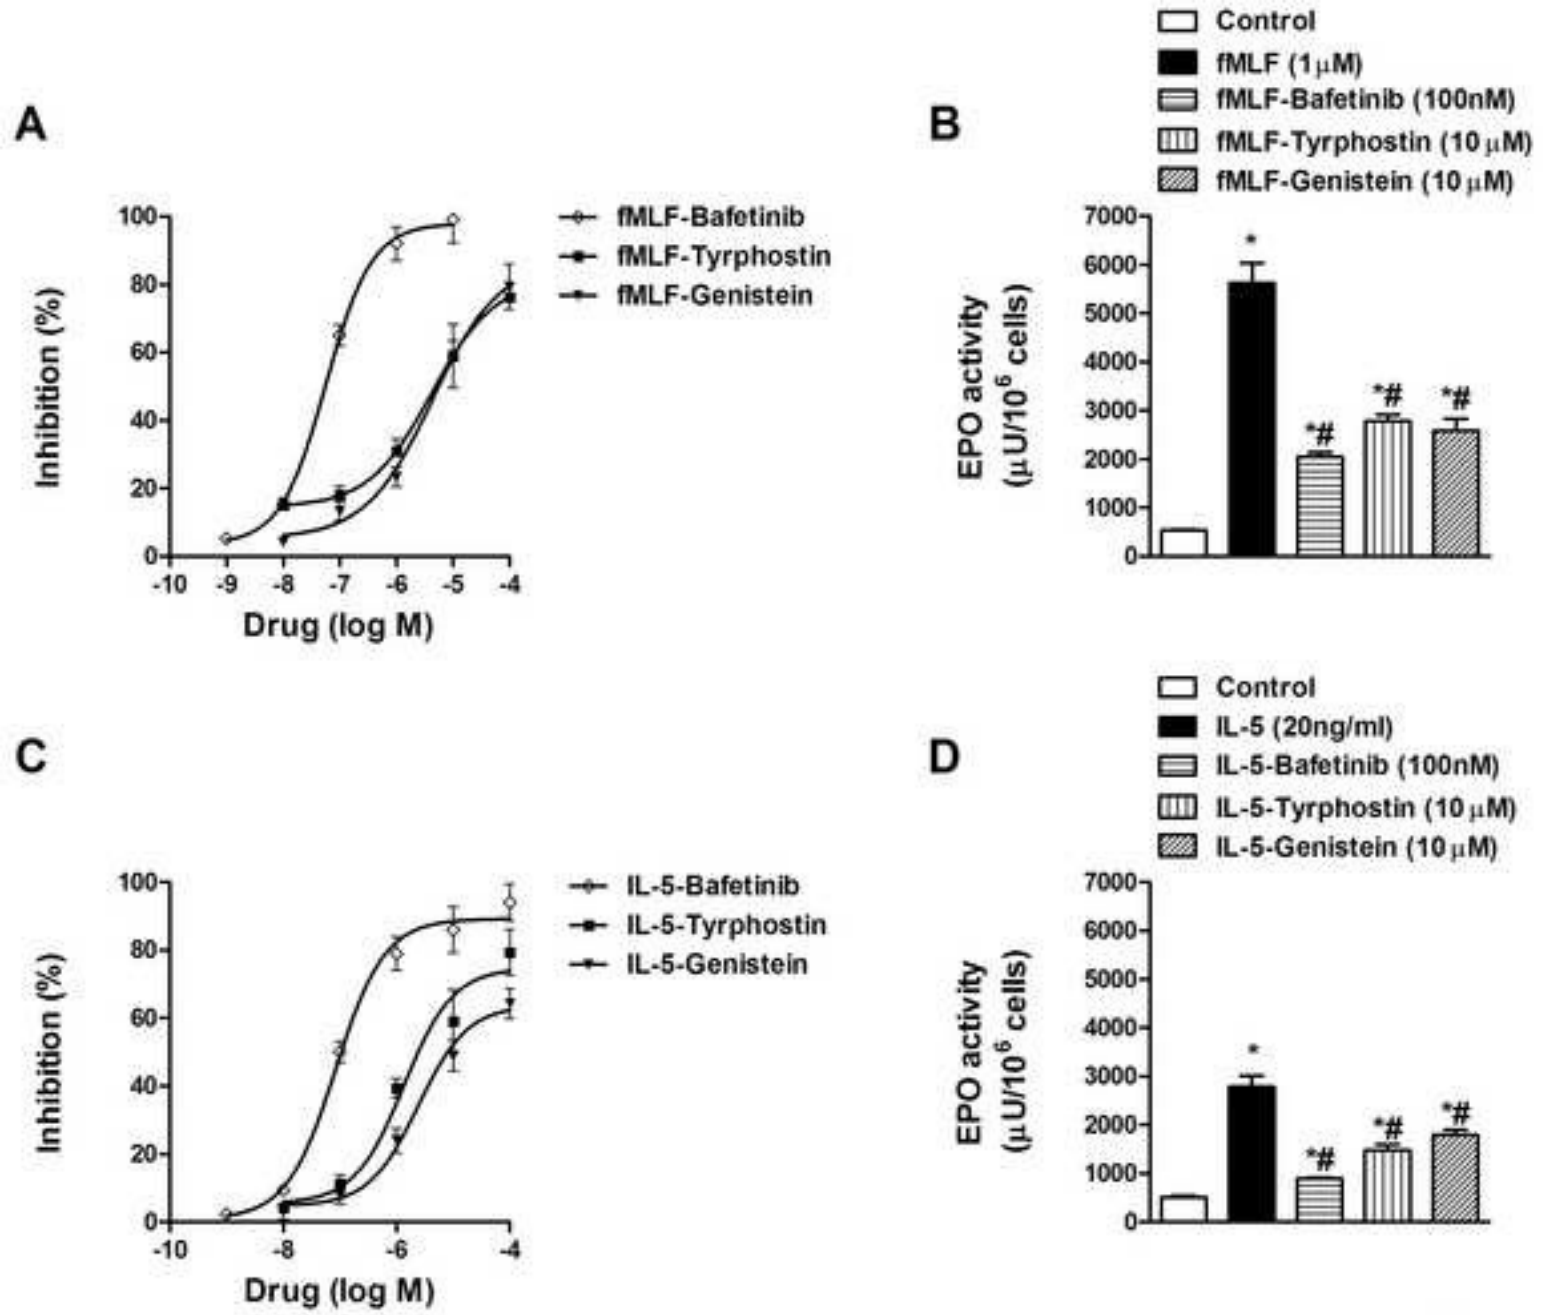 A
100
80
60
40
20
0
-10 -9 -8 -7 -6 -5 -4
Inhibition (%)
Drug (log M)
fMLF-Bafetinib
fMLF-Tyrphostin
fMLF-Genistein
B
Control
fMLF (1μM)
fMLF-Bafetinib (100nM)
fMLF-Tyrphostin (10 μM)
fMLF-Genistein (10 μM)
7000
6000
5000
4000
3000
2000
1000
0
EPO activity
(μU/10⁶ cells)
*
*#
*#
*#
C
100
80
60
40
20
0
-10 -8 -6 -4
Inhibition (%)
Drug (log M)
IL-5-Bafetinib
IL-5-Tyrphostin
IL-5-Genistein
D
Control
IL-5 (20ng/ml)
IL-5-Bafetinib (100nM)
IL-5-Tyrphostin (10 μM)
IL-5-Genistein (10 μM)
7000
6000
5000
4000
3000
2000
1000
0
EPO activity
(μU/10⁶ cells)
*
*#
*#
*#